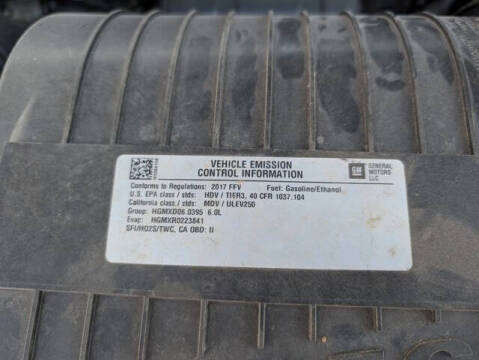 VEHICLE EMISSION
CONTROL INFORMATION
GM
GENERAL
MOTORS
LLC
Conforms to Regulations: 2017 FFV Fuel: Gasoline/Ethanol
U.S. EPA class / stds: HDV / TIER3, 40 CFR 1037.104
California class / stds: MDV / ULEV250
Group: HGMXD06.0395 6.0L
Evap: HGMXR0223841
SFI/HO2S/TWC, CA OBD: II